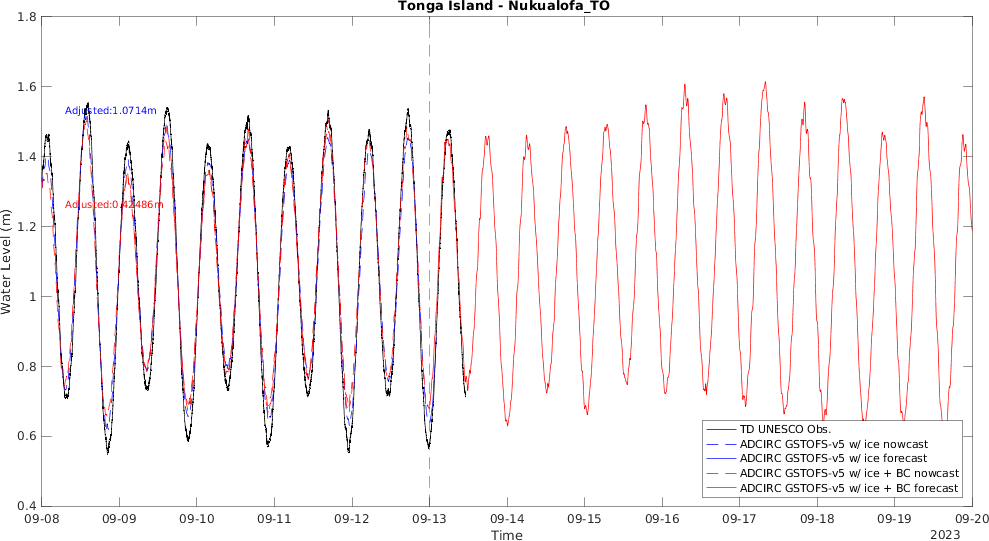 Tonga Island - Nukualofa_TO
1.8
1.6
1.4
1.2
1
0.8
0.6
0.4
Water Level (m)
Adjusted:1.0714m
Adjusted:0.42486m
TD UNESCO Obs.
ADCIRC GSTOFS-v5 w/ ice nowcast
ADCIRC GSTOFS-v5 w/ ice forecast
ADCIRC GSTOFS-v5 w/ ice + BC nowcast
ADCIRC GSTOFS-v5 w/ ice + BC forecast
09-08 09-09 09-10 09-11 09-12 09-13 09-14 09-15 09-16 09-17 09-18 09-19 09-20
Time
2023